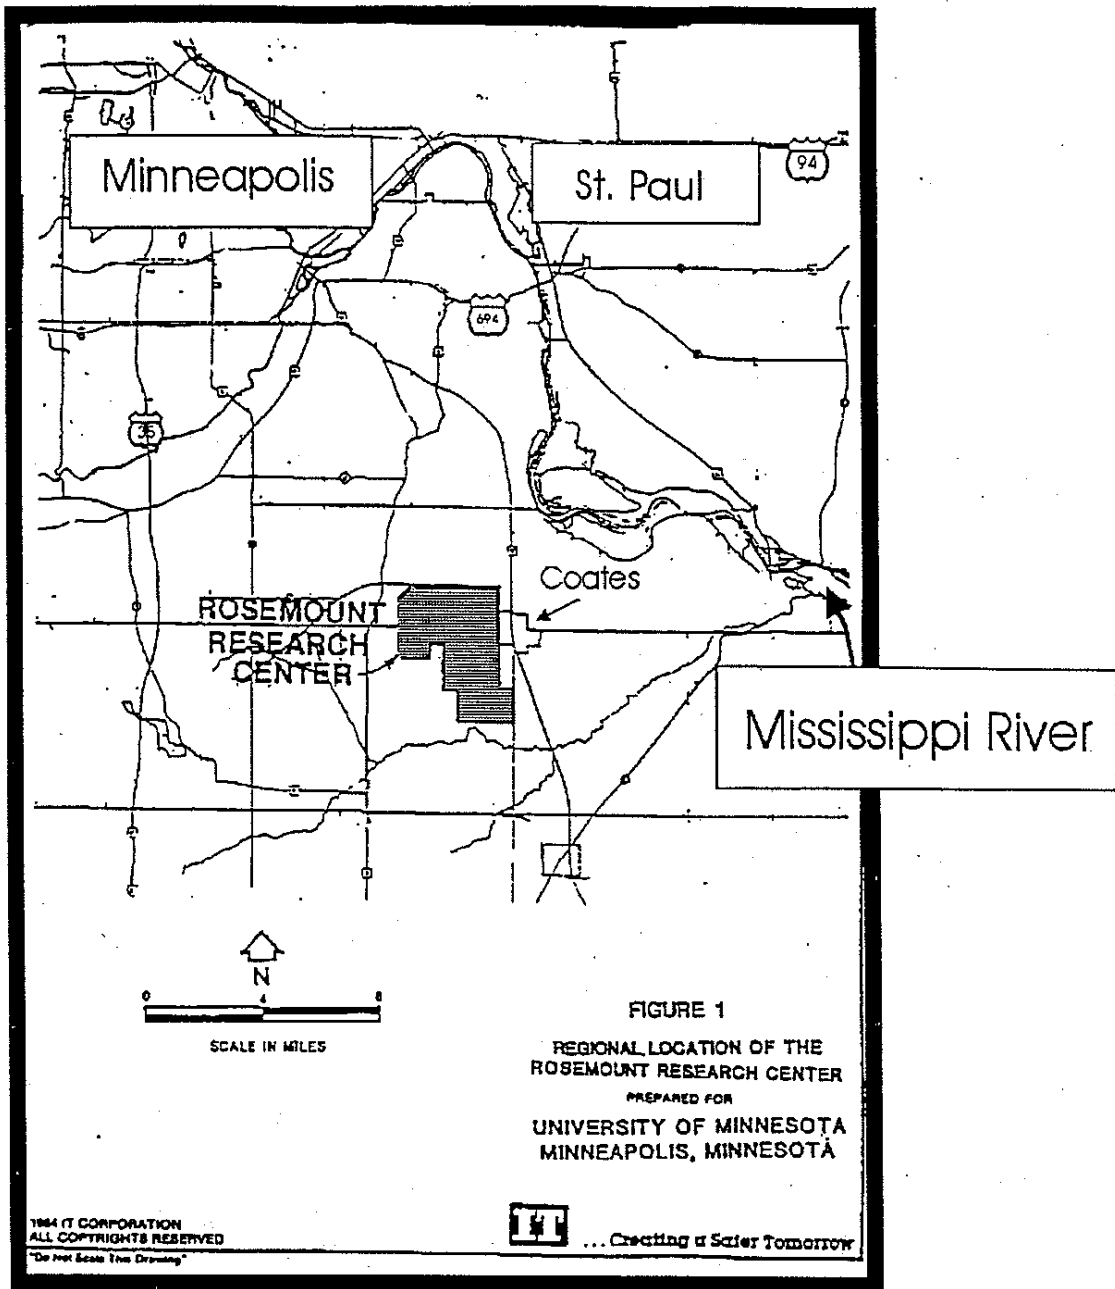 Minneapolis
St. Paul
94
694
35
Coates
ROSEMOUNT
RESEARCH
CENTER
Mississippi River
N
0 4 8
SCALE IN MILES
FIGURE 1
REGIONAL LOCATION OF THE
ROSEMOUNT RESEARCH CENTER
PREPARED FOR
UNIVERSITY OF MINNESOTA
MINNEAPOLIS, MINNESOTA
1984 IT CORPORATION
ALL COPYRIGHTS RESERVED
"Do Not Scale This Drawing"
IT
... Creating a Safer Tomorrow